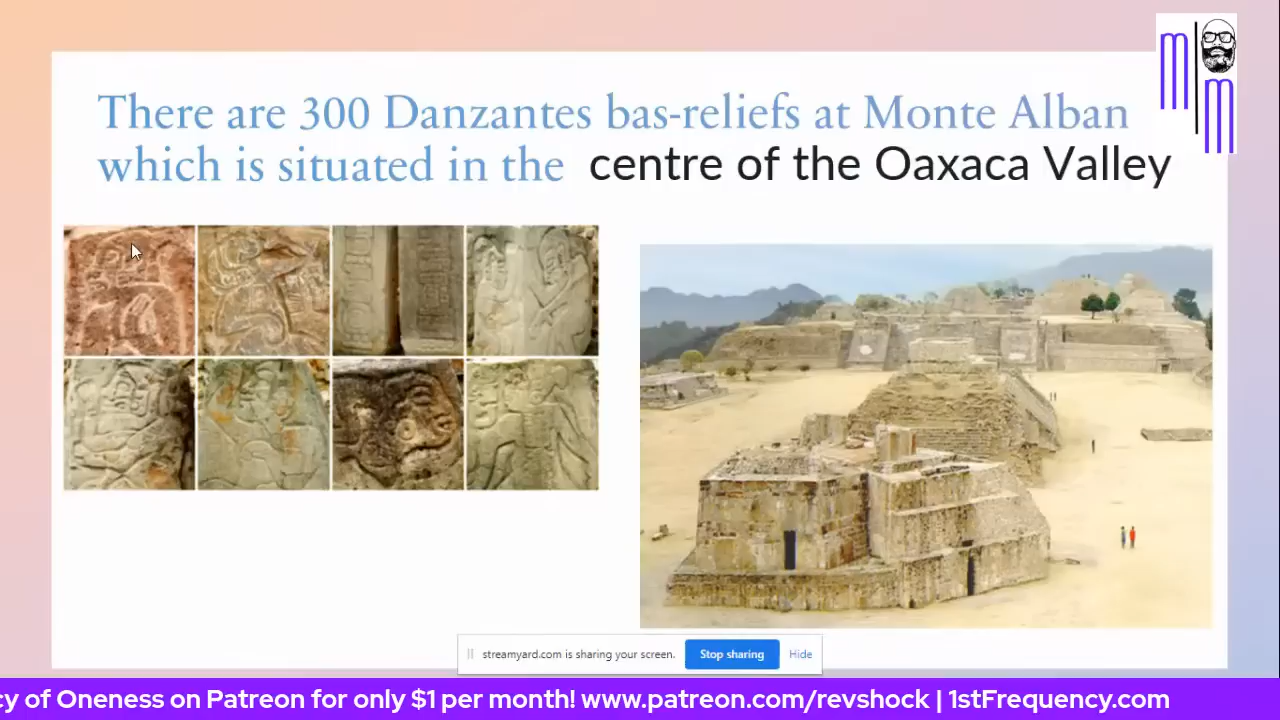 There are 300 Danzantes bas-reliefs at Monte Alban
which is situated in the centre of the Oaxaca Valley
m
m
streamyard.com is sharing your screen. Stop sharing Hide
cy of Oneness on Patreon for only $1 per month! www.patreon.com/revshock | 1stFrequency.com